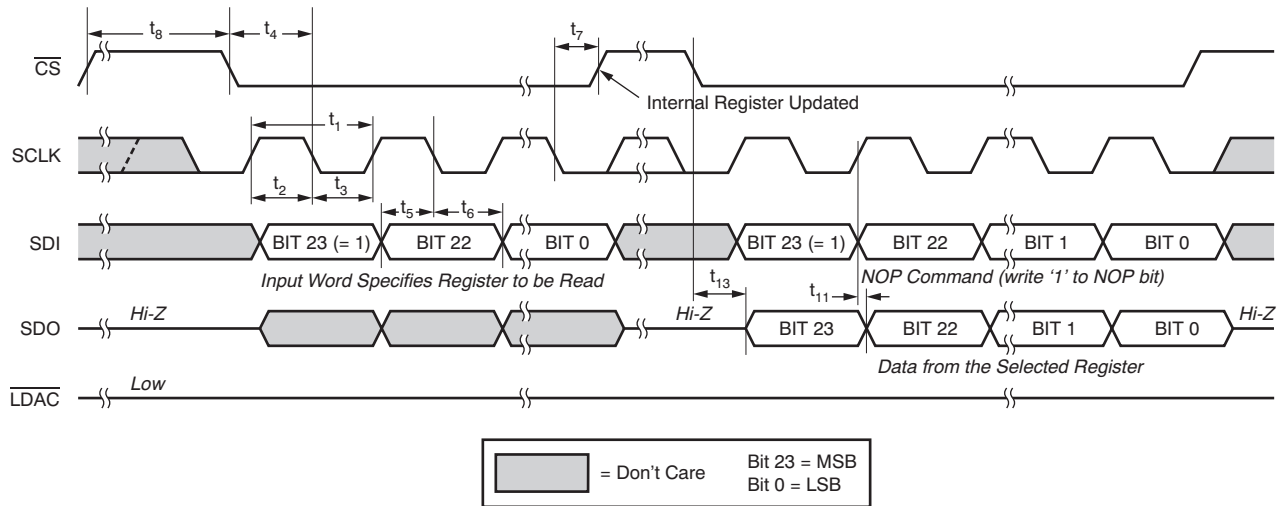 t8 t4 t7
CS
Internal Register Updated
t1
SCLK
t2 t3
t5 t6
SDI BIT 23 (= 1) BIT 22 BIT 0 BIT 23 (= 1) BIT 22 BIT 1 BIT 0
Input Word Specifies Register to be Read NOP Command (write '1' to NOP bit)
t13 t11
Hi-Z Hi-Z Hi-Z
SDO BIT 23 BIT 22 BIT 1 BIT 0
Data from the Selected Register
Low
LDAC
= Don't Care Bit 23 = MSB
Bit 0 = LSB